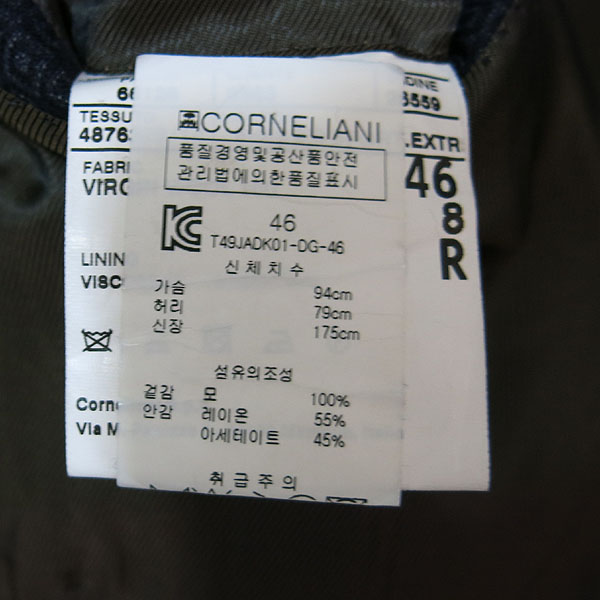 CORNELIANI
품질경영및공산품안전
관리법에의한품질표시
46
T49JADK01-DG-46
신체치수
가슴 94cm
허리 79cm
신장 175cm
섬유의조성
겉감 모 100%
안감 레이온 55%
아세테이트 45%
취급주의
66
TESSU
4876
FABRI
VIRG
LININ
VISC
Corn
Via M
DINE
3559
.EXTR
46
8
R